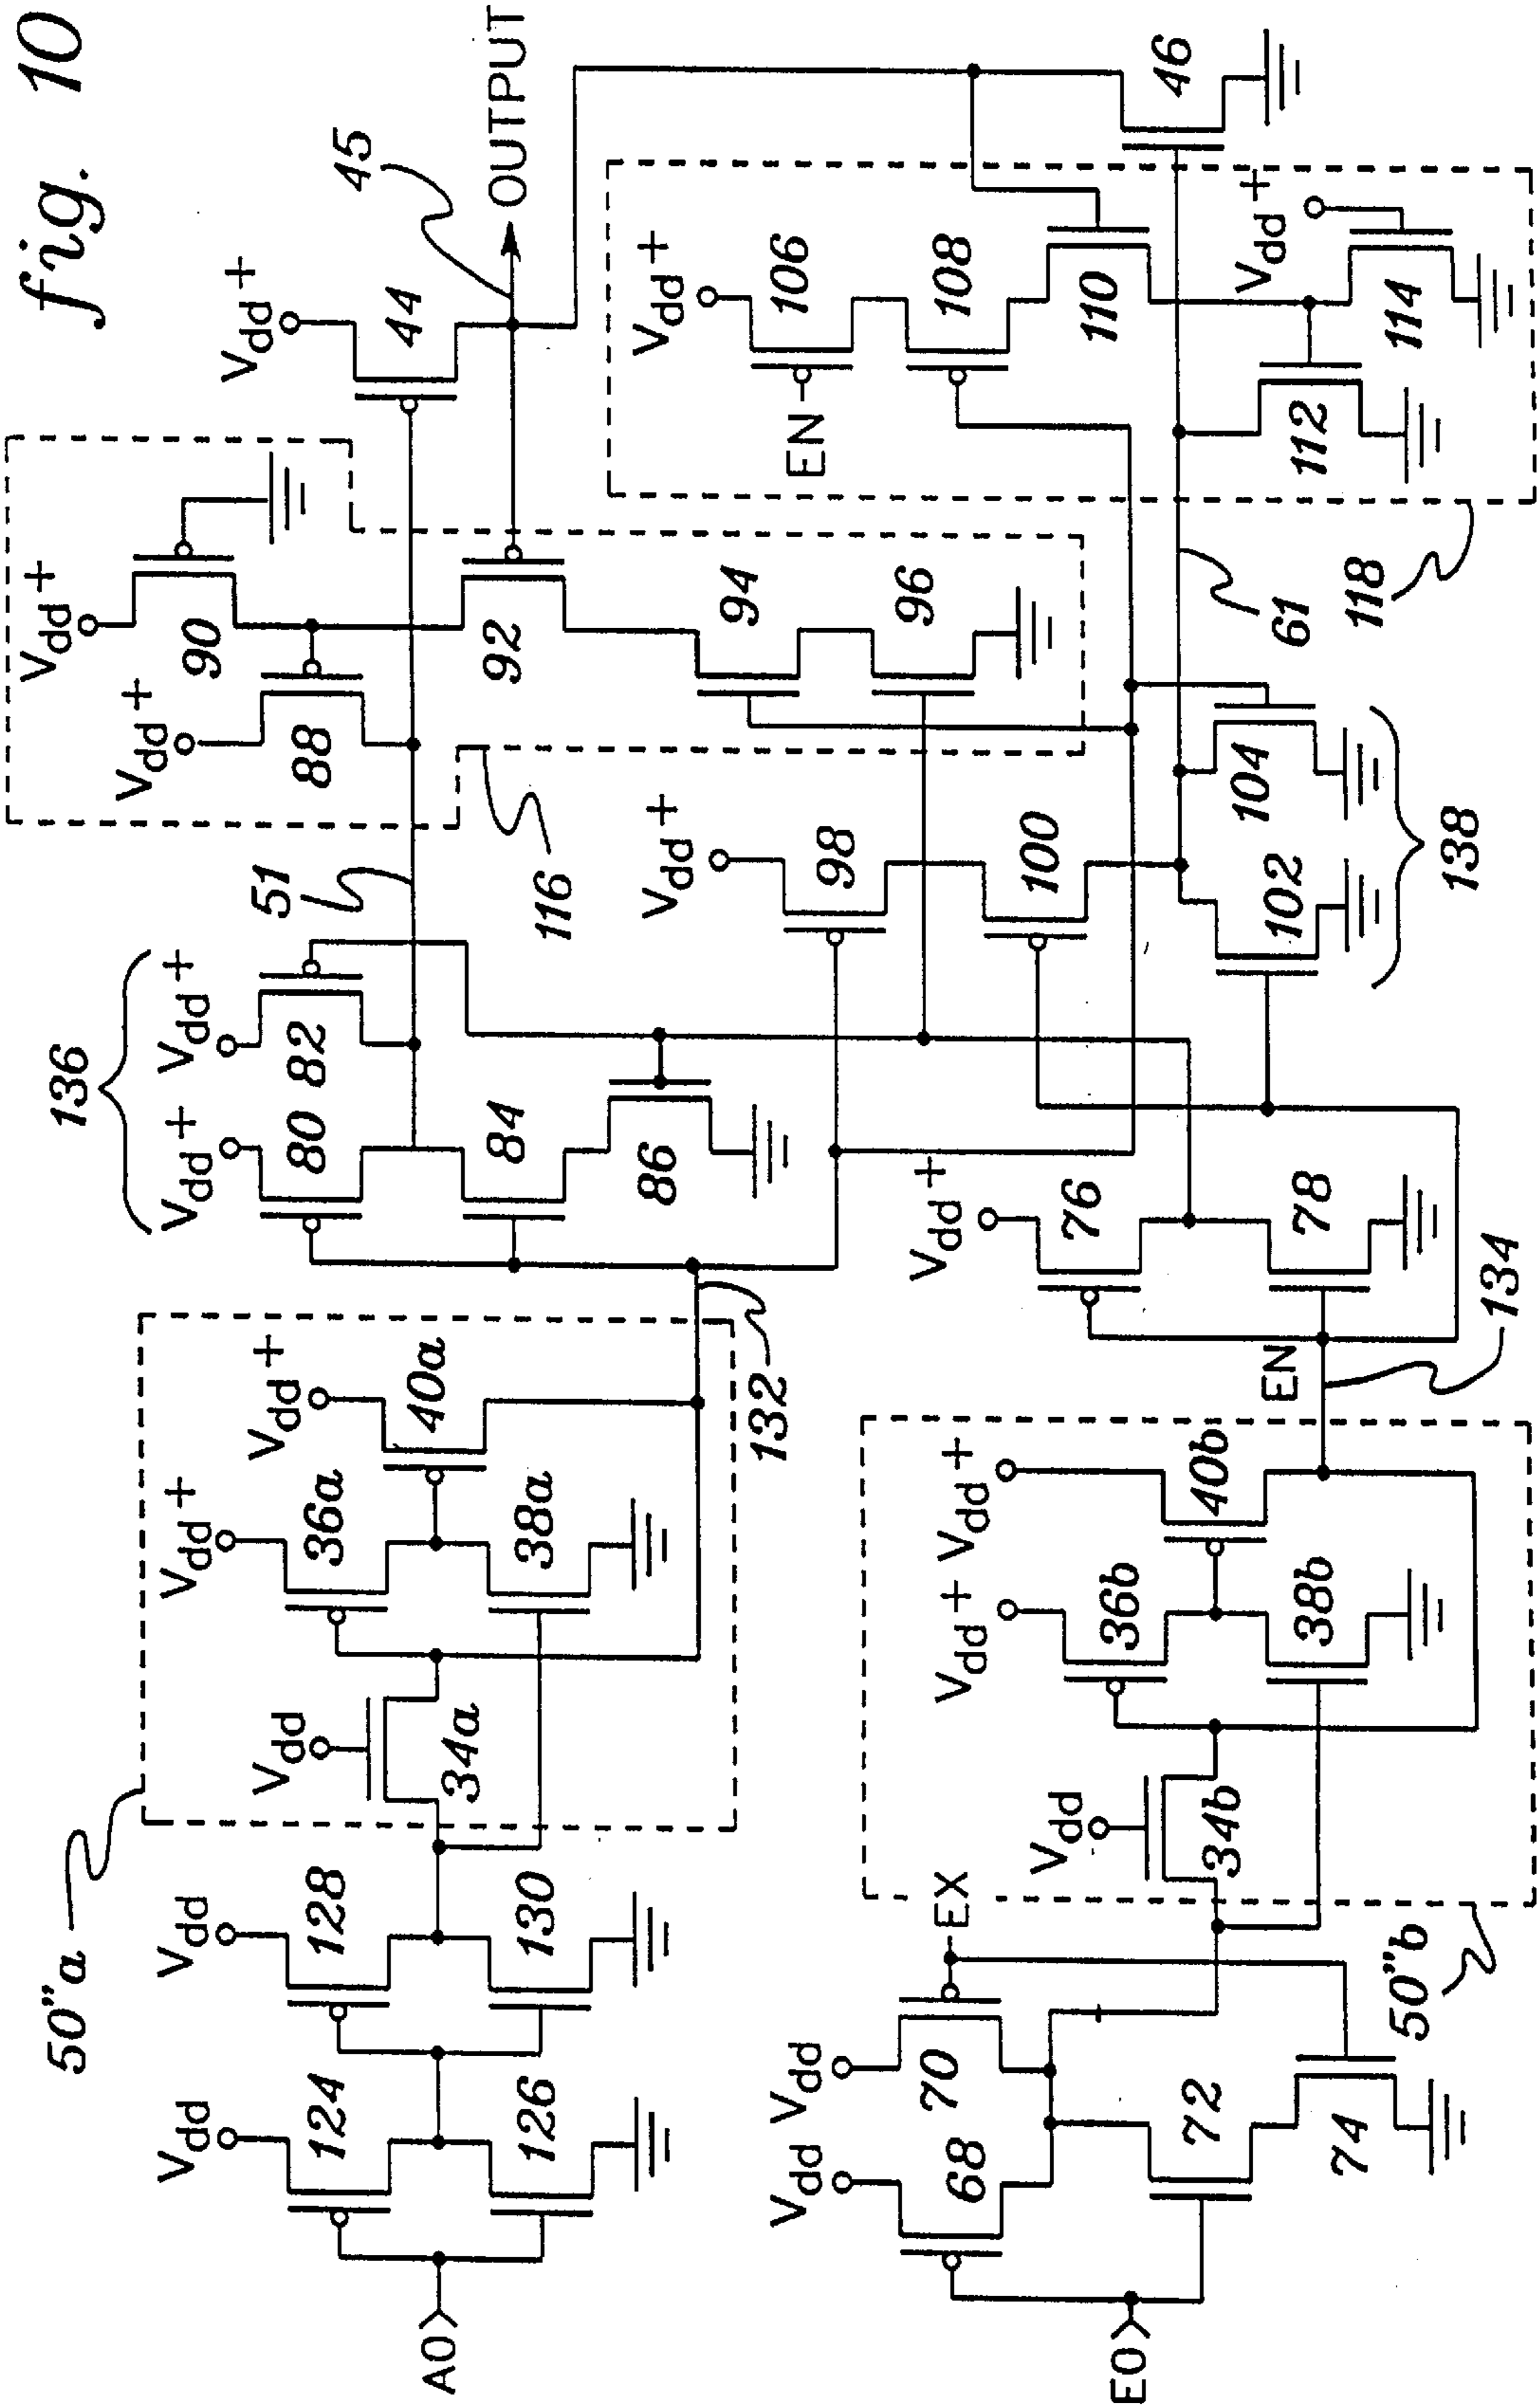 fig. 10
A0
124
126
Vdd
128
130
Vdd
50"a
34a
Vdd
36a
38a
Vdd+
40a
Vdd+
132
136
80
82
Vdd+
Vdd+
84
86
51
116
88
90
Vdd+
Vdd+
92
94
96
44
Vdd+
45
OUTPUT
E0
68
70
Vdd
Vdd
72
74
EX
50"b
34b
Vdd
36b
38b
Vdd+
40b
Vdd+
EN
134
76
78
Vdd+
98
100
Vdd+
102
104
138
61
118
EN
106
108
110
Vdd+
112
114
Vdd+
46